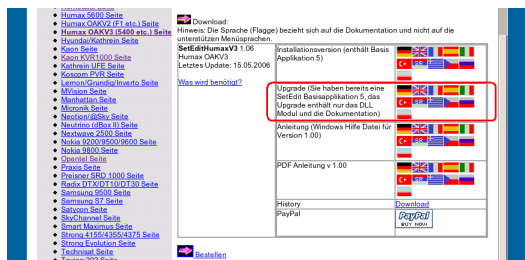 Humax 5600 Seite
Humax OAKV2 (F1 etc.) Seite
Humax OAKV3 (5400 etc.) Seite
Hyundai/Kathrein Seite
Kaon Seite
Kaon KVR1000 Seite
Kathrein UFE Seite
Koscom PVR Seite
Lemon/Grundig/Inverto Seite
MVision Seite
Manhattan Seite
Micronik Seite
Neotion/@Sky Seite
Neutrino (dBox II) Seite
Nextwave 2500 Seite
Nokia 9200/9500/9600 Seite
Nokia 9800 Seite
Opentel Seite
Praxis Seite
Preisner SRD 1000 Seite
Radix DTX/DT10/DT30 Seite
Samsung 9500 Seite
Samsung S7 Seite
Satycon Seite
SkyChannel Seite
Smart Maximus Seite
Strong 4155/4355/4375 Seite
Strong Evolution Seite
Technisat Seite
Download:
Hinweis: Die Sprache (Flagge) bezieht sich auf die Dokumentation und nicht auf die
unterstützen Menüsprachen.
SetEditHumaxV3 1.06
Humax OAKV3
Letztes Update: 15.05.2006
Was wird benötigt?
Installationsversion (enthält Basis
Applikation 5)
Upgrade (Sie haben bereits eine
SetEdit Basisapplikation 5, das
Upgrade enthält nur das DLL
Modul und die Dokumentation)
Anleitung (Windows Hilfe Datei für
Version 1.00)
PDF Anleitung v 1.00
History
Download
PayPal
PayPal
BUY NOW
Bestellen